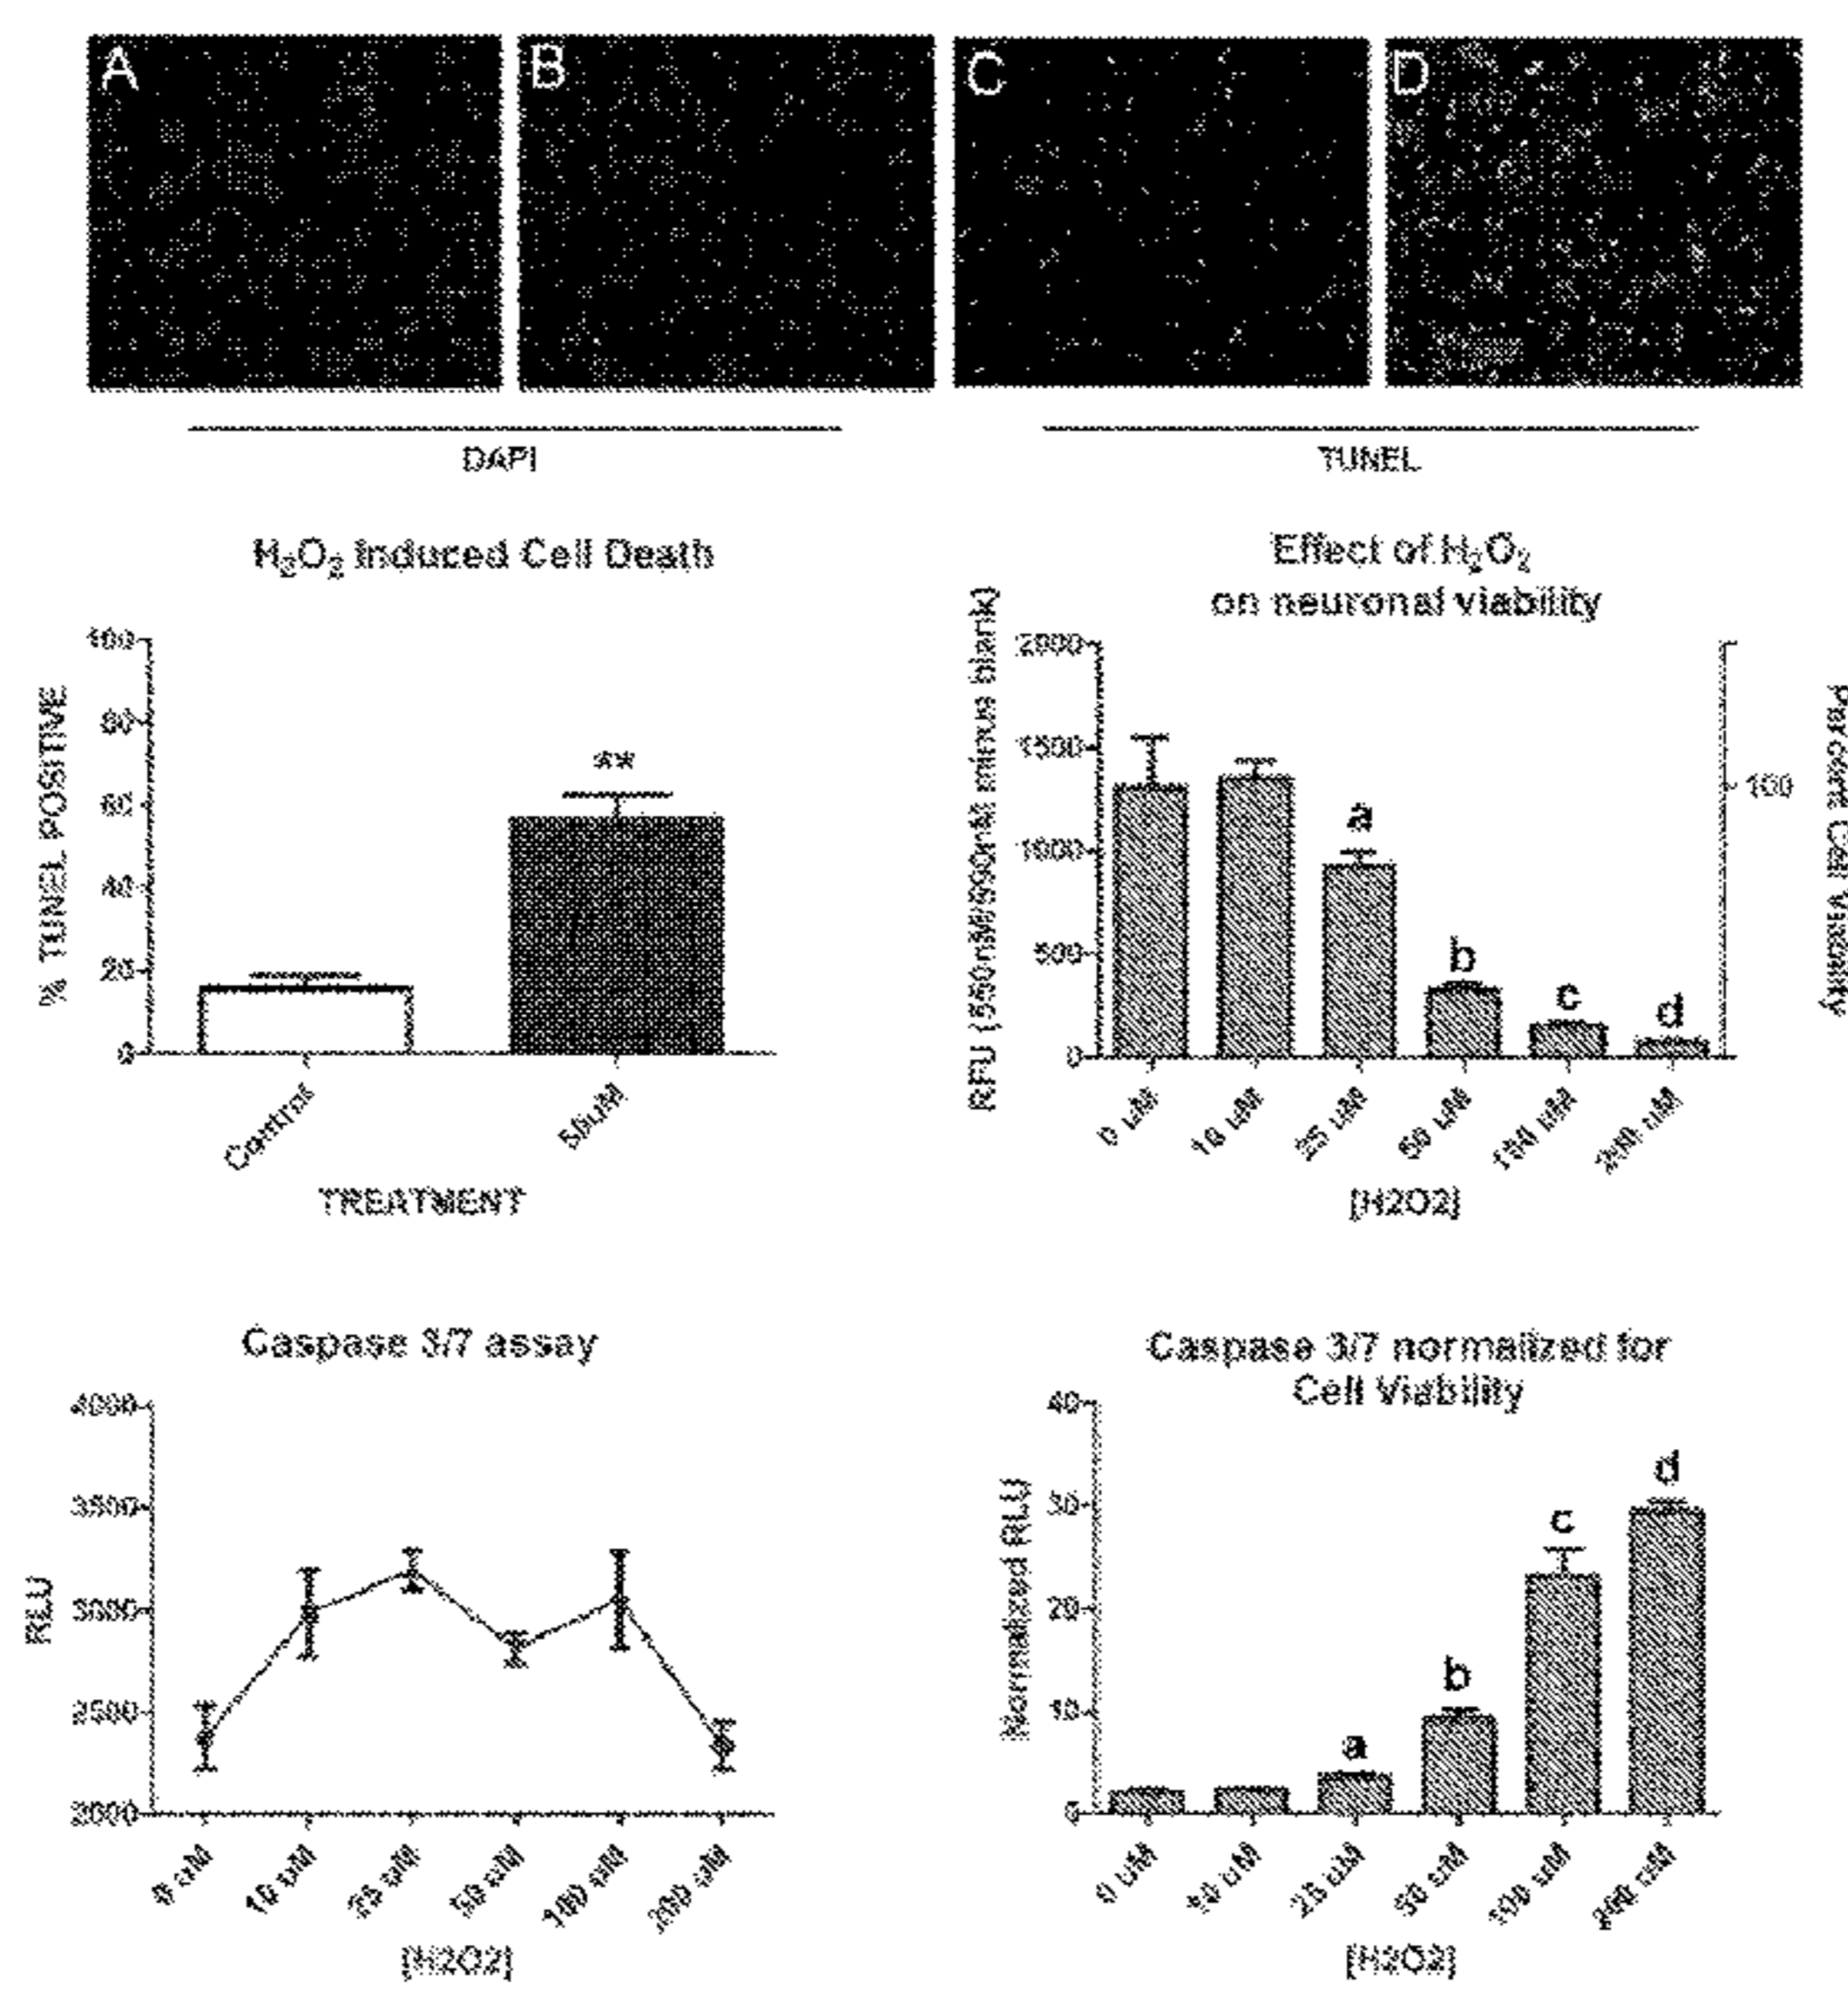 A B C D
DAPI TUNEL
H₂O₂ Induced Cell Death
% TUNEL POSITIVE
100
80
60
40
20
0
**
Control 50uM
TREATMENT
Effect of H₂O₂
on neuronal viability
RFU (550nM/590nM minus blank)
2000
1500
1000
500
0
a
b
c
d
100
Percent Cell Viability
0 uM 10 uM 25 uM 50 uM 100 uM 200 uM
[H2O2]
Caspase 3/7 assay
RLU
4000
3500
3000
2500
2000
0 uM 10 uM 25 uM 50 uM 100 uM 200 uM
[H2O2]
Caspase 3/7 normalized for
Cell Viability
Normalized RLU
40
30
20
10
0
a
b
c
d
0 uM 10 uM 25 uM 50 uM 100 uM 200 uM
[H2O2]